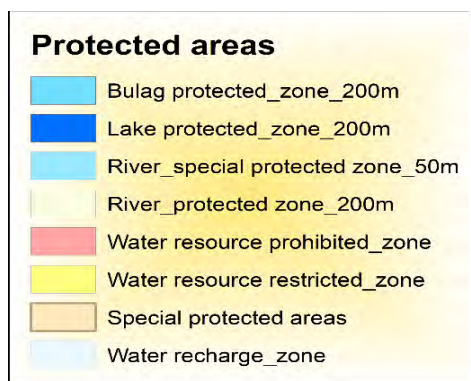 Protected areas
Bulag protected_zone_200m
Lake protected_zone_200m
River_special protected zone_50m
River_protected zone_200m
Water resource prohibited_zone
Water resource restricted_zone
Special protected areas
Water recharge_zone